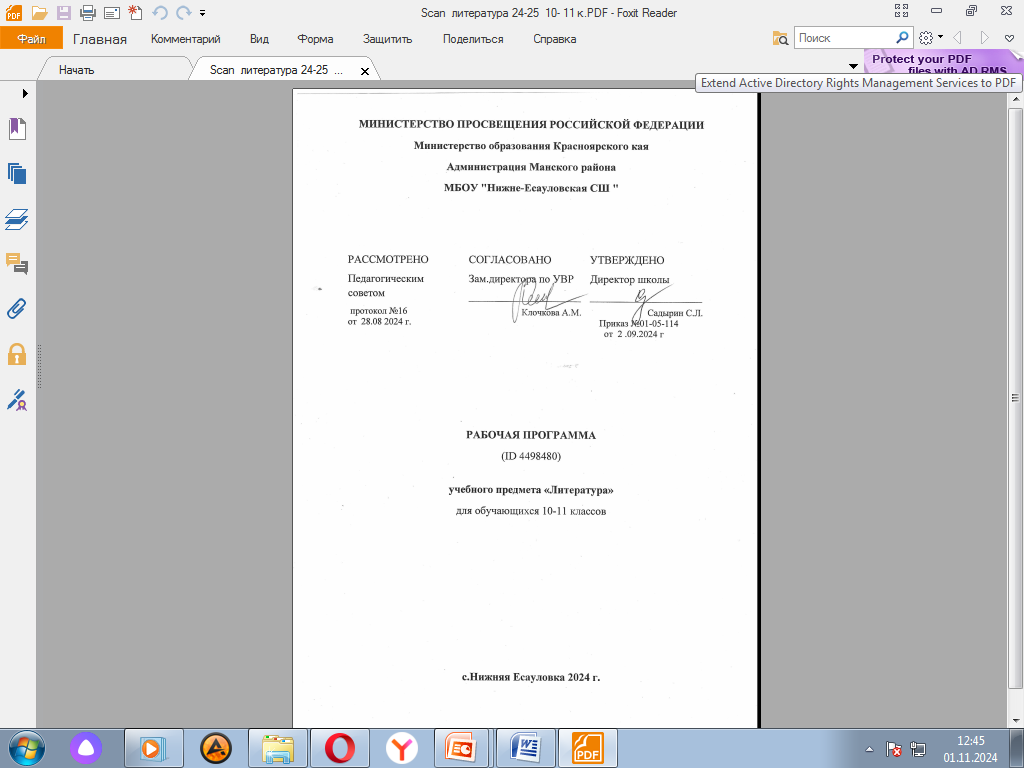 Scan литература 24-25 10- 11 к.PDF - Foxit Reader
Файл Главная Комментарий Вид Форма Защитить Поделиться Справка Поиск
Начать Scan литература 24-25 ...
Protect your PDF
files with AD RMS
Extend Active Directory Rights Management Services to PDF
МИНИСТЕРСТВО ПРОСВЕЩЕНИЯ РОССИЙСКОЙ ФЕДЕРАЦИИ
Министерство образования Красноярского кая
Администрация Манского района
МБОУ "Нижне-Есауловская СШ "
РАССМОТРЕНО СОГЛАСОВАНО УТВЕРЖДЕНО
Педагогическим Зам.директора по УВР Директор школы
советом
протокол №16 Клочкова А.М. Садырин С.Л.
от 28.08 2024 г. Приказ №01-05-114
от 2 .09.2024 г
РАБОЧАЯ ПРОГРАММА
(ID 4498480)
учебного предмета «Литература»
для обучающихся 10-11 классов
с.Нижняя Есауловка 2024 г.
12:45
01.11.2024